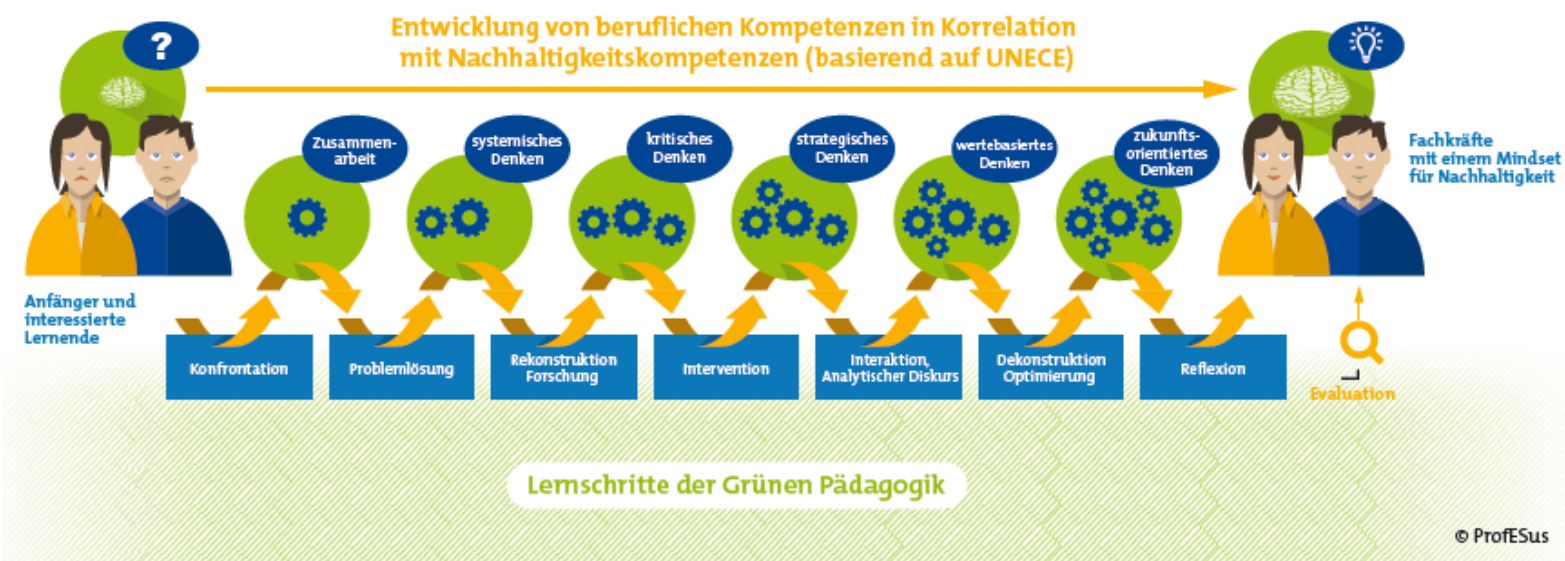 Entwicklung von beruflichen Kompetenzen in Korrelation
mit Nachhaltigkeitskompetenzen (basierend auf UNECE)
?
Zusammen-
arbeit
systemisches
Denken
kritisches
Denken
strategisches
Denken
wertebasiertes
Denken
zukunfts-
orientiertes
Denken
Fachkräfte
mit einem Mindset
für Nachhaltigkeit
Anfänger und
interessierte
Lernende
Konfrontation
Problemlösung
Rekonstruktion
Forschung
Intervention
Interaktion,
Analytischer Diskurs
Dekonstruktion
Optimierung
Reflexion
Evaluation
Lernschritte der Grünen Pädagogik
© ProfESus